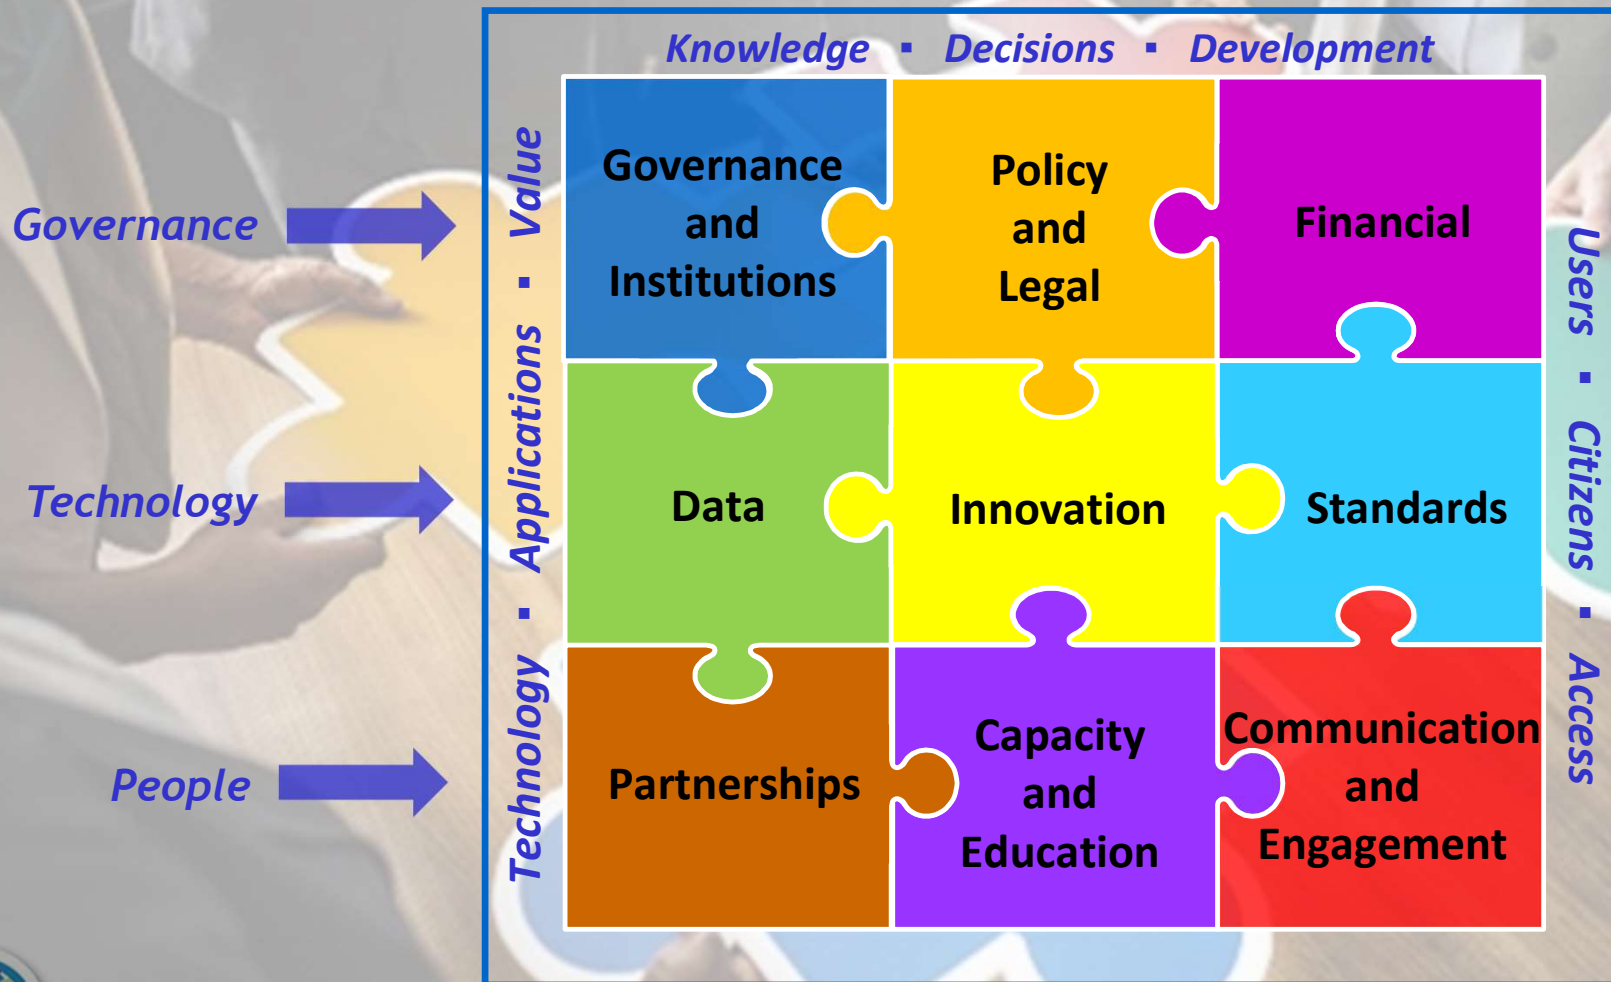 Knowledge ▪ Decisions ▪ Development
Governance
Technology
People
Technology ▪ Applications ▪ Value
Governance
and
Institutions
Policy
and
Legal
Financial
Data
Innovation
Standards
Partnerships
Capacity
and
Education
Communication
and
Engagement
Users ▪ Citizens ▪ Access